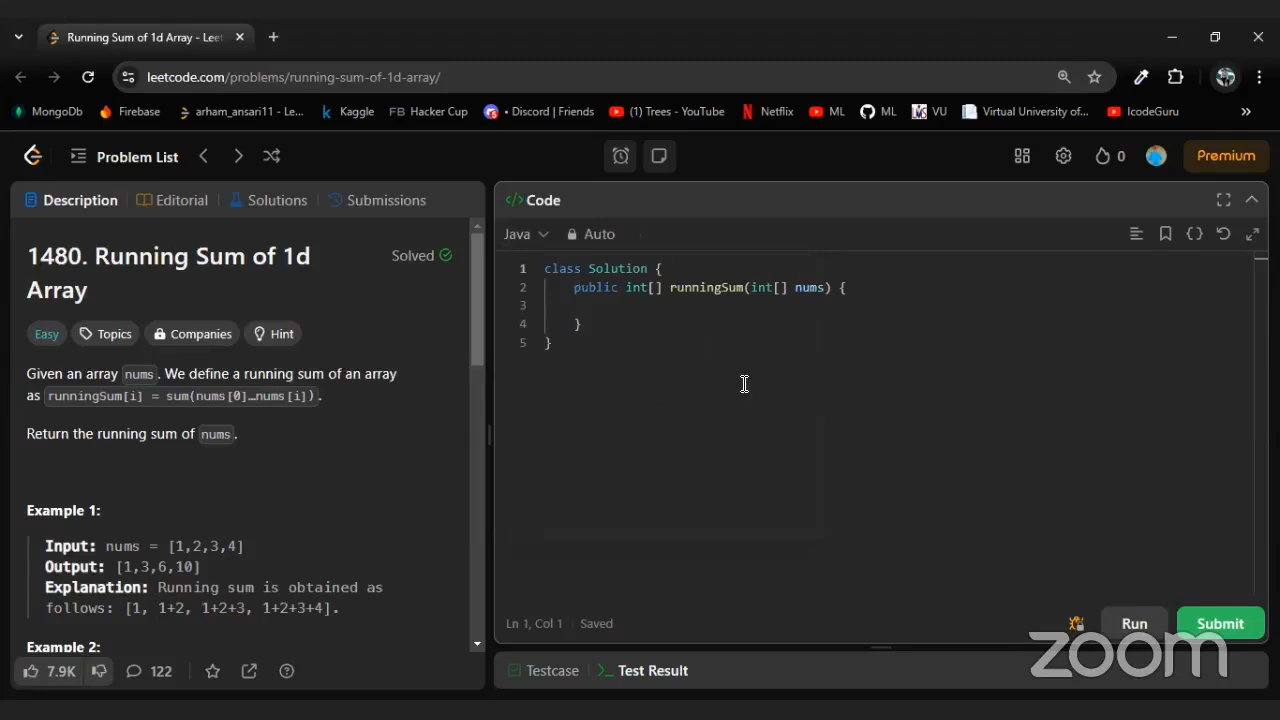 Running Sum of 1d Array - Leet
leetcode.com/problems/running-sum-of-1d-array/
MongoDb Firebase arham_ansari11 - Le... Kaggle FB Hacker Cup • Discord | Friends (1) Trees - YouTube Netflix ML ML VU Virtual University of... IcodeGuru »
Problem List 0 Premium
Description Editorial Solutions Submissions
</>Code
Java Auto
1480. Running Sum of 1d
Array
Solved
Easy Topics Companies Hint
Given an array nums. We define a running sum of an array
as runningSum[i] = sum(nums[0]…nums[i]).
Return the running sum of nums.
Example 1:
Input: nums = [1,2,3,4]
Output: [1,3,6,10]
Explanation: Running sum is obtained as
follows: [1, 1+2, 1+2+3, 1+2+3+4].
Example 2:
7.9K 122
1 class Solution {
2 public int[] runningSum(int[] nums) {
3
4 }
5 }
Ln 1, Col 1 Saved
Run Submit
Testcase >_ Test Result
zoom